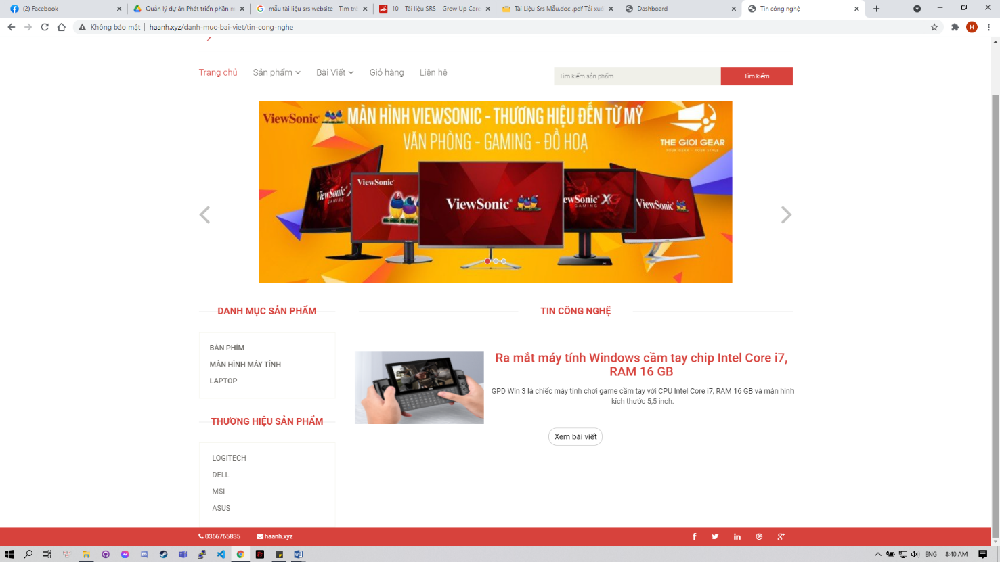 (2) Facebook
Quản lý dự án Phát triển phần m
mẫu tài liệu srs website - Tìm trê
10 – Tài liệu SRS – Grow Up Care
Tài Liệu Srs Mẫu.doc .pdf Tải xuố
Dashboard
Tin công nghệ
Không bảo mật
haanh.xyz/danh-muc-bai-viet/tin-cong-nghe
Trang chủ
Sản phẩm
Bài Viết
Giỏ hàng
Liên hệ
Tìm kiếm sản phẩm
Tìm kiếm
ViewSonic MÀN HÌNH VIEWSONIC - THƯƠNG HIỆU ĐẾN TỪ MỸ
VĂN PHÒNG - GAMING - ĐỒ HOẠ
THE GIOI GEAR
YOUR GEAR - YOUR STYLE
ViewSonic
GAMING
ViewSonic
ViewSonic
ewSonic XG
GAMING
ViewSonic
DANH MỤC SẢN PHẨM
BÀN PHÍM
MÀN HÌNH MÁY TÍNH
LAPTOP
THƯƠNG HIỆU SẢN PHẨM
LOGITECH
DELL
MSI
ASUS
TIN CÔNG NGHỆ
Ra mắt máy tính Windows cầm tay chip Intel Core i7,
RAM 16 GB
GPD Win 3 là chiếc máy tính chơi game cầm tay với CPU Intel Core i7, RAM 16 GB và màn hình
kích thước 5,5 inch.
Xem bài viết
0366765835
haanh.xyz
ENG
8:40 AM